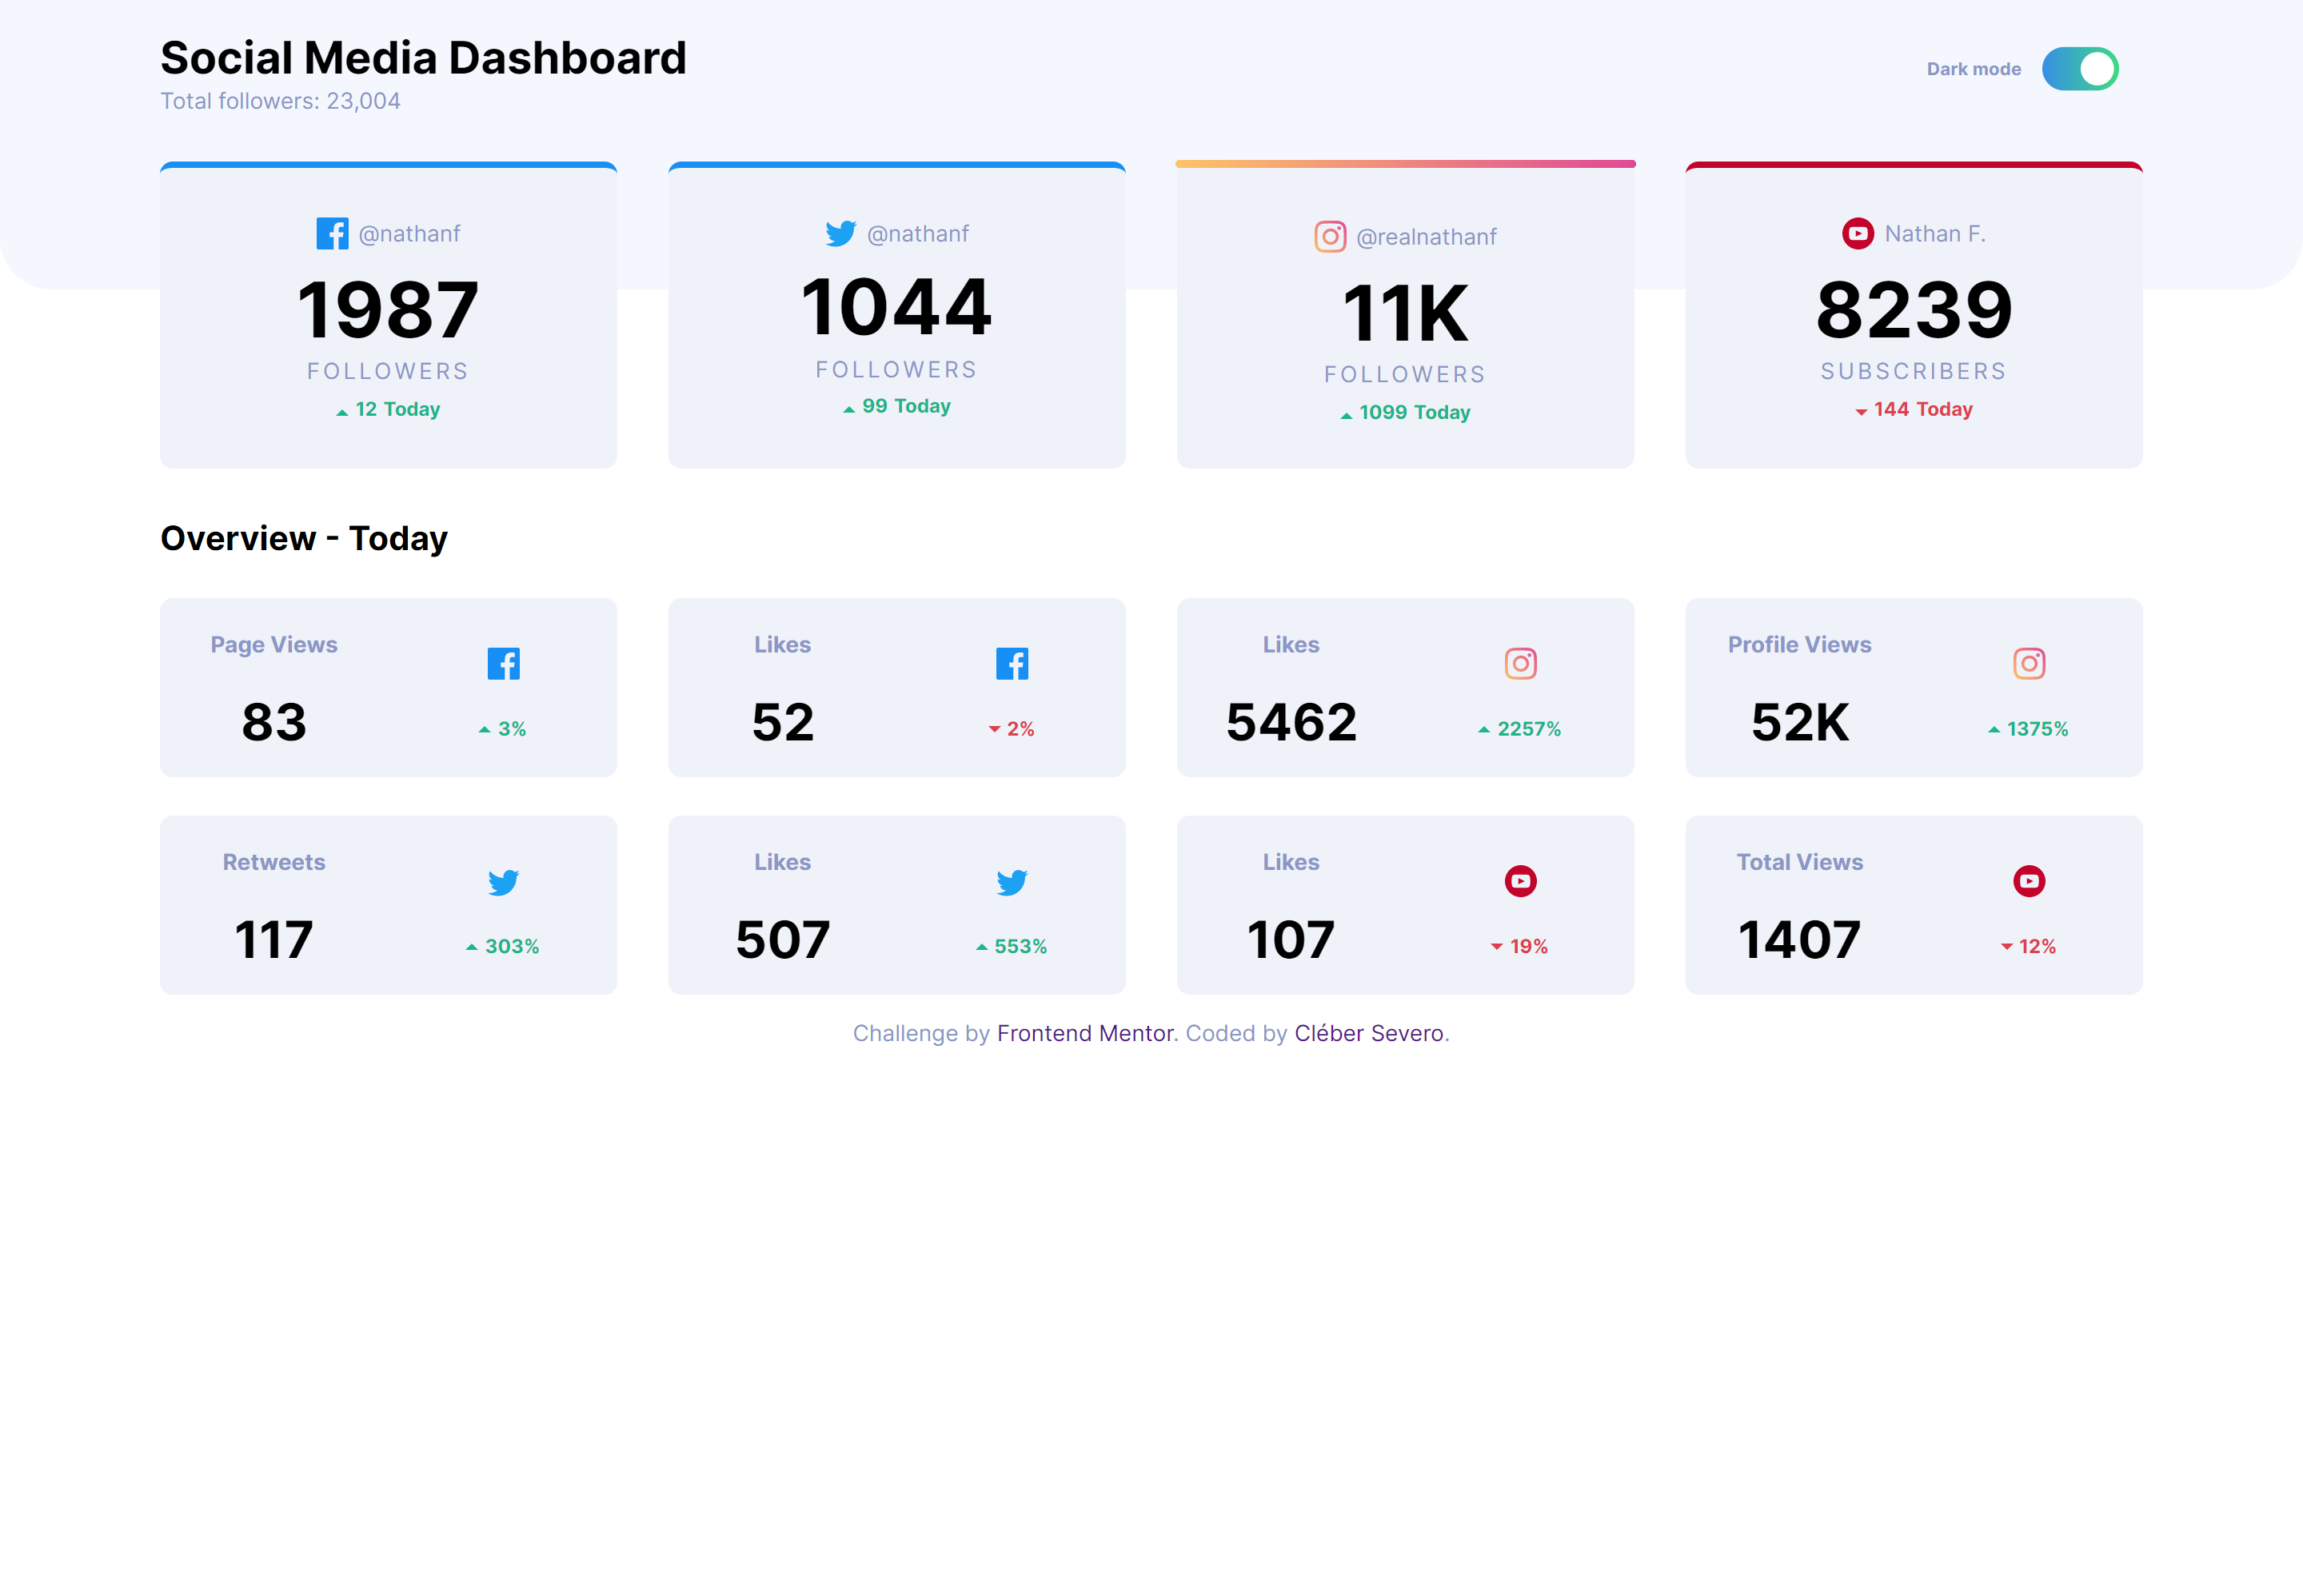 Social Media Dashboard
Total followers: 23,004
Dark mode
@nathanf
1987
FOLLOWERS
12 Today
@nathanf
1044
FOLLOWERS
99 Today
@realnathanf
11K
FOLLOWERS
1099 Today
Nathan F.
8239
SUBSCRIBERS
144 Today
Overview - Today
Page Views
83
3%
Likes
52
2%
Likes
5462
2257%
Profile Views
52K
1375%
Retweets
117
303%
Likes
507
553%
Likes
107
19%
Total Views
1407
12%
Challenge by Frontend Mentor. Coded by Cléber Severo.